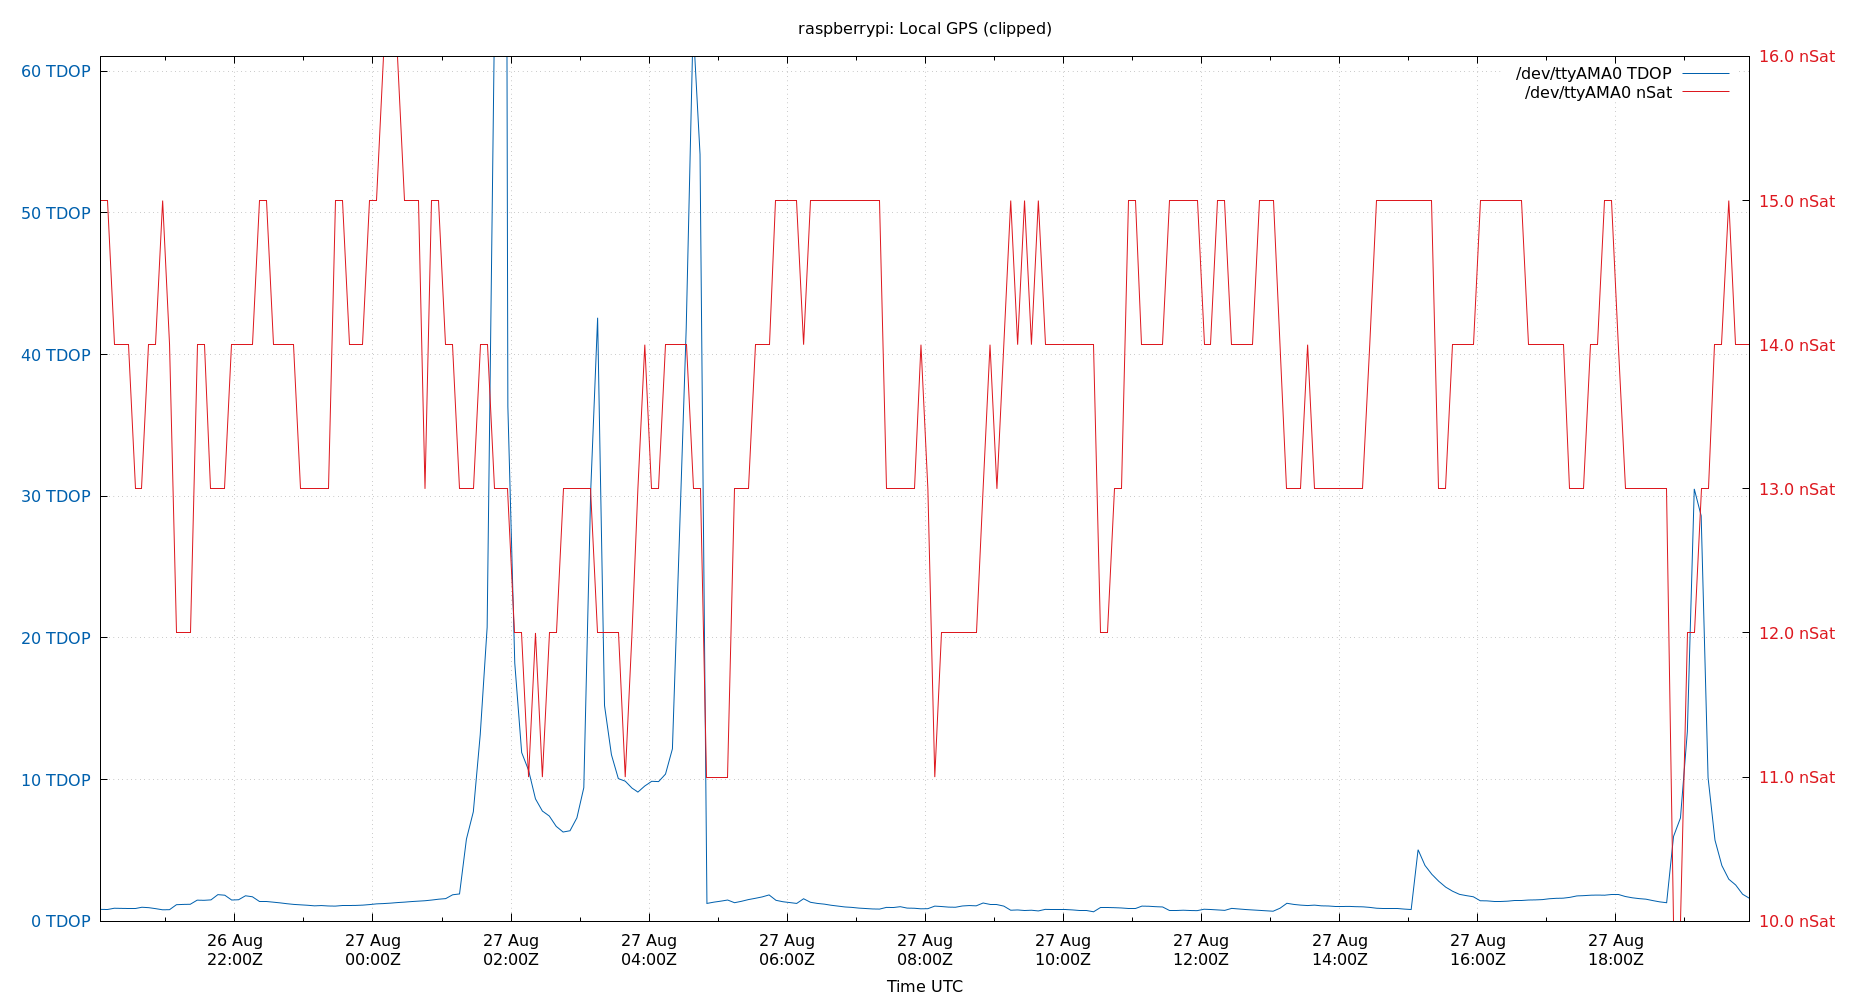 raspberrypi: Local GPS (clipped)
/dev/ttyAMA0 TDOP
/dev/ttyAMA0 nSat
60 TDOP
50 TDOP
40 TDOP
30 TDOP
20 TDOP
10 TDOP
0 TDOP
16.0 nSat
15.0 nSat
14.0 nSat
13.0 nSat
12.0 nSat
11.0 nSat
10.0 nSat
26 Aug
22:00Z
27 Aug
00:00Z
27 Aug
02:00Z
27 Aug
04:00Z
27 Aug
06:00Z
27 Aug
08:00Z
27 Aug
10:00Z
27 Aug
12:00Z
27 Aug
14:00Z
27 Aug
16:00Z
27 Aug
18:00Z
Time UTC